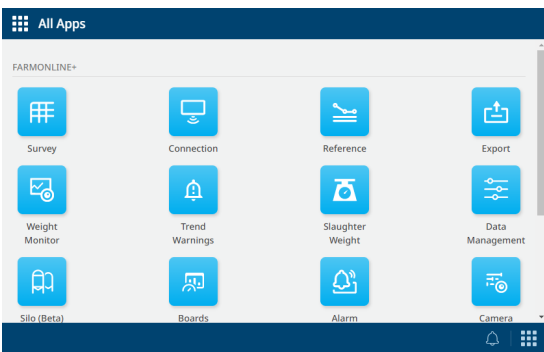 All Apps
FARMONLINE+
Survey Connection Reference Export
Weight Monitor
Trend Warnings
Slaughter Weight
Data Management
Silo (Beta) Boards Alarm Camera